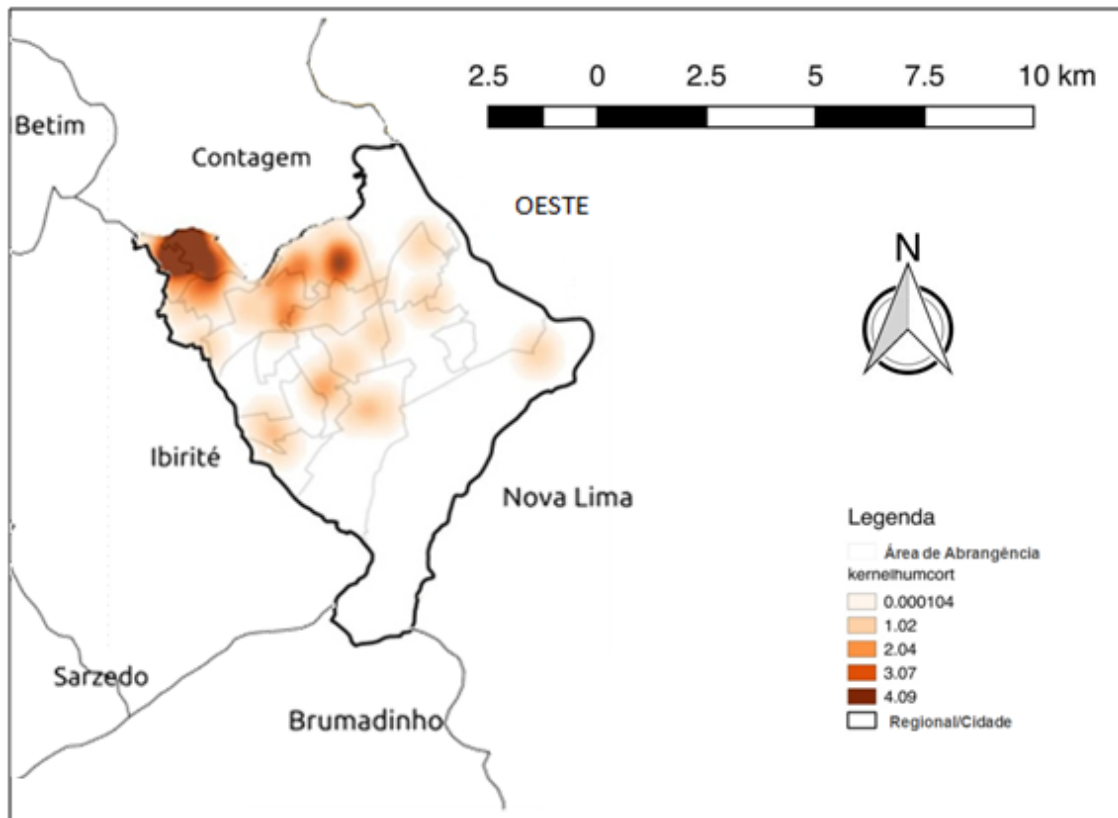 2.5 0 2.5 5 7.5 10 km
Betim
Contagem
OESTE
N
Ibirité
Nova Lima
Legenda
Área de Abrangência
kernelhumcort
0.000104
1.02
2.04
3.07
4.09
Regional/Cidade
Sarzedo
Brumadinho